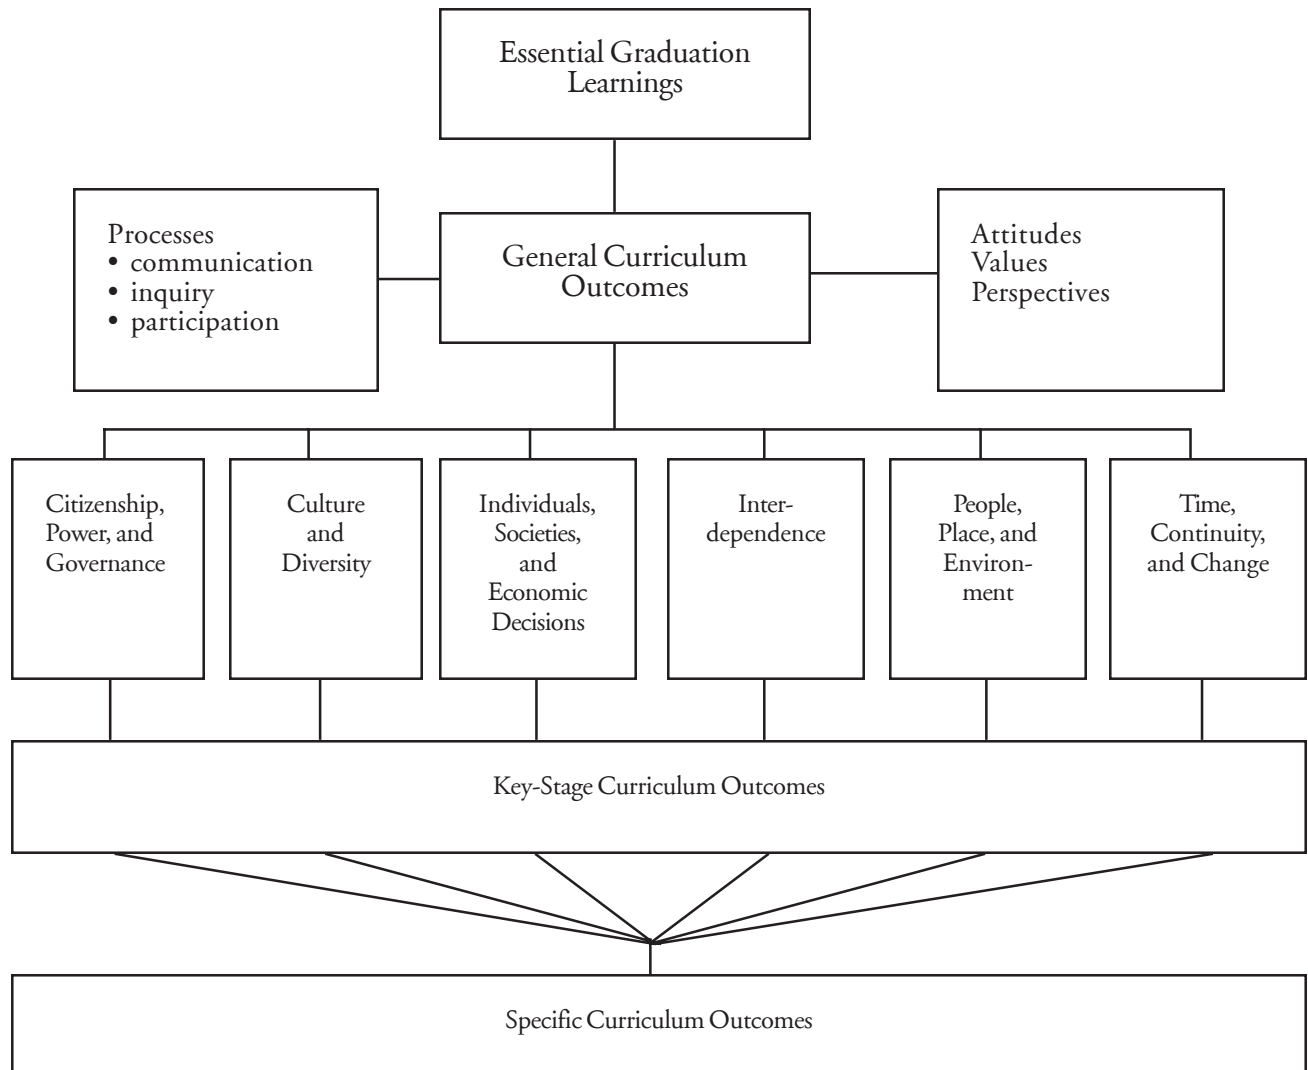 Essential Graduation
Learnings
Processes
• communication
• inquiry
• participation
General Curriculum
Outcomes
Attitudes
Values
Perspectives
Citizenship,
Power, and
Governance
Culture
and
Diversity
Individuals,
Societies,
and
Economic
Decisions
Inter-
dependence
People,
Place, and
Environ-
ment
Time,
Continuity,
and Change
Key-Stage Curriculum Outcomes
Specific Curriculum Outcomes